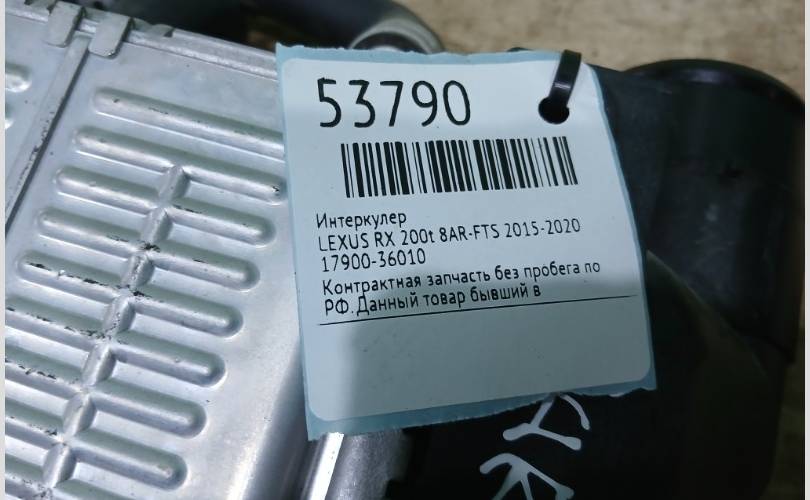 53790
Интеркулер
LEXUS RX 200t 8AR-FTS 2015-2020
17900-36010
Контрактная запчасть без пробега по
РФ. Данный товар бывший в